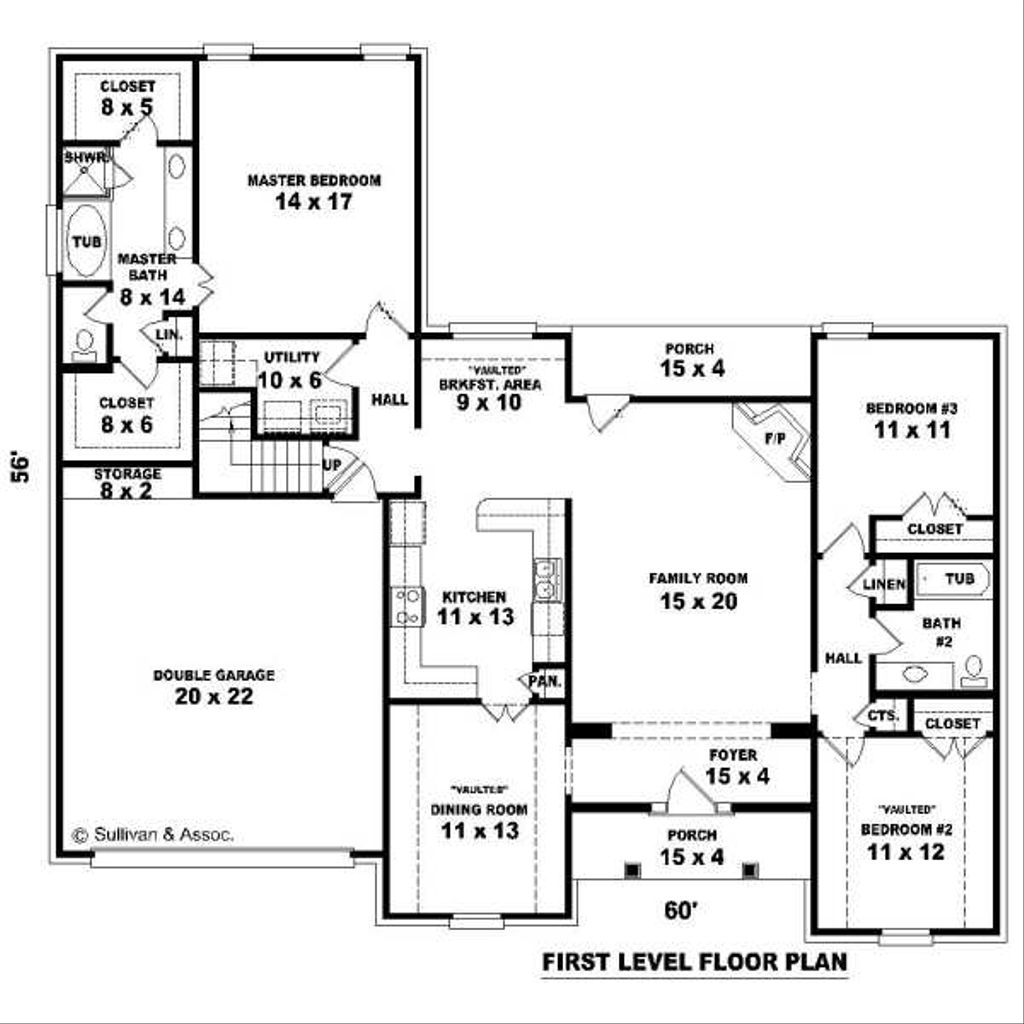 CLOSET
8 x 5
SHWR.
TUB
MASTER
BATH
8 x 14
LIN.
CLOSET
8 x 6
STORAGE
8 x 2
MASTER BEDROOM
14 x 17
UTILITY
10 x 6
HALL
UP
"VAULTED"
BRKFST. AREA
9 x 10
PORCH
15 x 4
F/P
BEDROOM #3
11 x 11
CLOSET
LINEN
TUB
BATH
#2
HALL
CTS.
CLOSET
FAMILY ROOM
15 x 20
KITCHEN
11 x 13
PAN.
DOUBLE GARAGE
20 x 22
"VAULTED"
DINING ROOM
11 x 13
FOYER
15 x 4
PORCH
15 x 4
"VAULTED"
BEDROOM #2
11 x 12
56'
© Sullivan & Assoc.
60'
FIRST LEVEL FLOOR PLAN